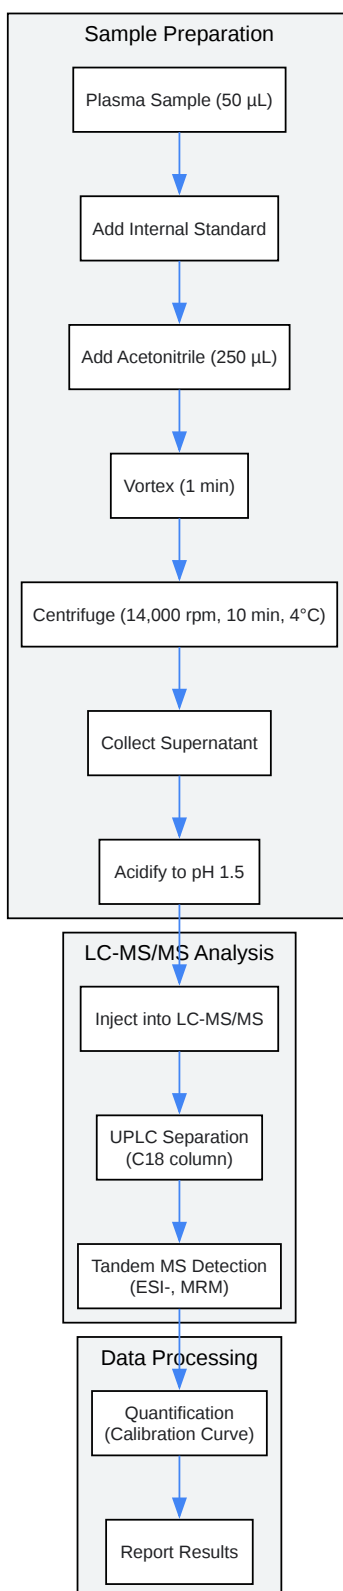 Sample Preparation
Plasma Sample (50 µL)
Add Internal Standard
Add Acetonitrile (250 µL)
Vortex (1 min)
Centrifuge (14,000 rpm, 10 min, 4°C)
Collect Supernatant
Acidify to pH 1.5
LC-MS/MS Analysis
Inject into LC-MS/MS
UPLC Separation
(C18 column)
Tandem MS Detection
(ESI-, MRM)
Data Processing
Quantification
(Calibration Curve)
Report Results